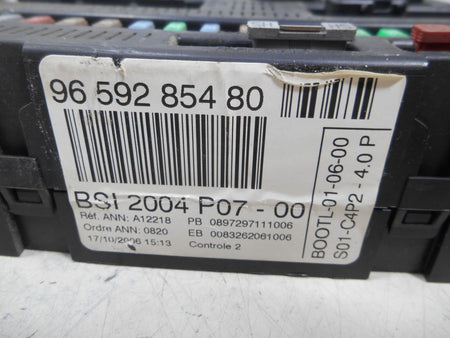 96 592 854 80
BSI 2004 P07 - 00
Réf. ANN: A12218 PB 0897297111006
Ordre ANN: 0820 EB 0083262061006
17/10/2006 15:13 Controle 2
BOOTL-01-06-00
S01-C4P2 - 4.0 P